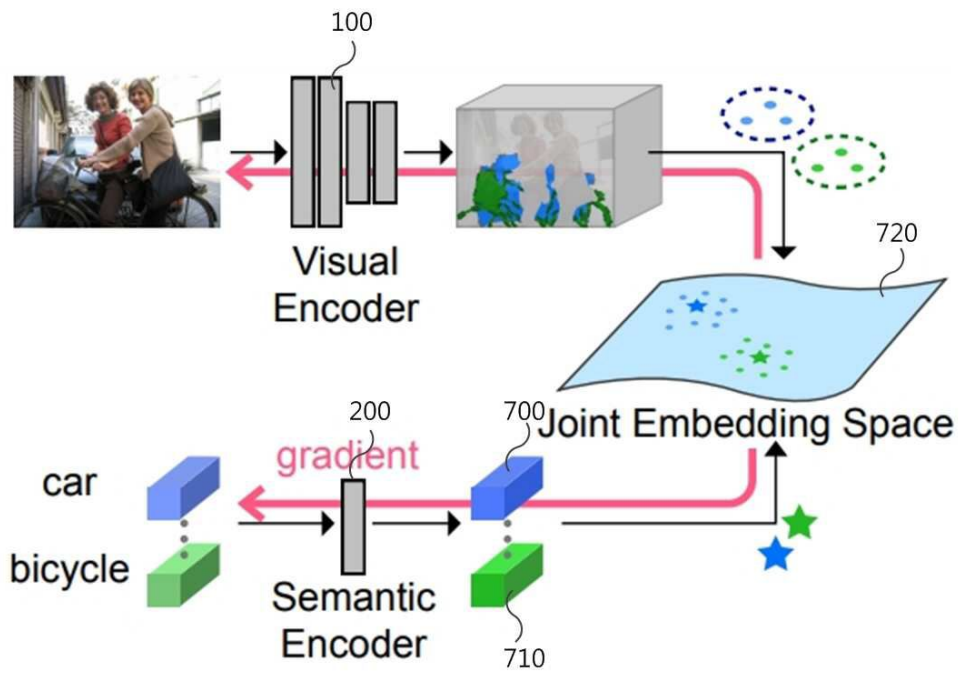 100
Visual
Encoder
720
Joint Embedding Space
200
700
gradient
car
bicycle
Semantic
Encoder
710